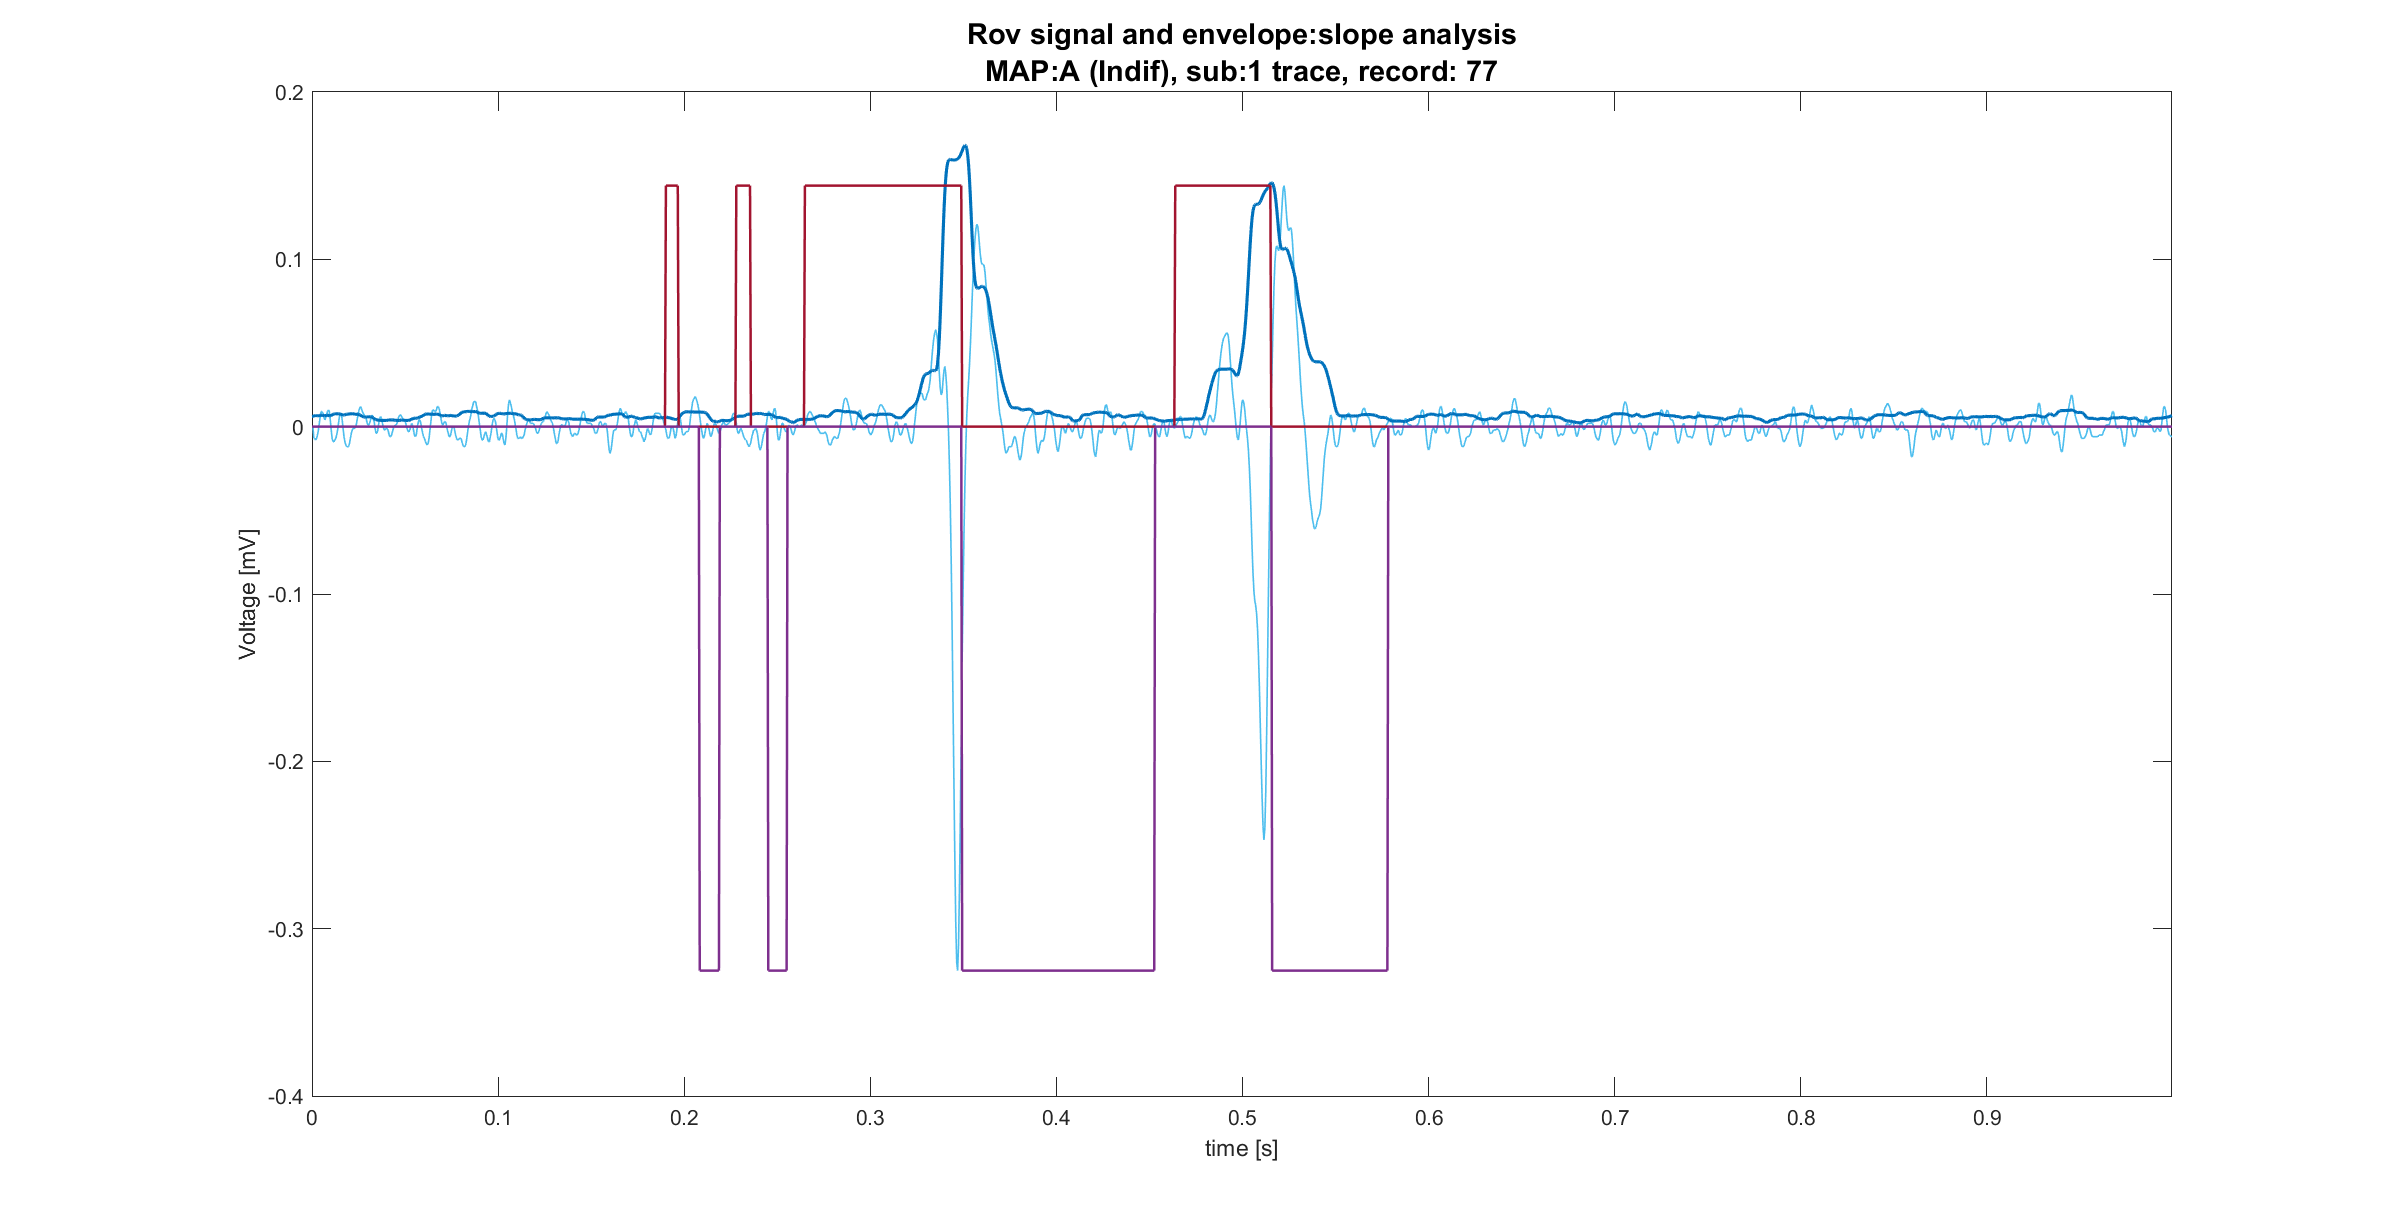 Rov signal and envelope:slope analysis
MAP:A (Indif), sub:1 trace, record: 77
0.2
0.1
0
-0.1
-0.2
-0.3
-0.4
Voltage [mV]
0 0.1 0.2 0.3 0.4 0.5 0.6 0.7 0.8 0.9
time [s]